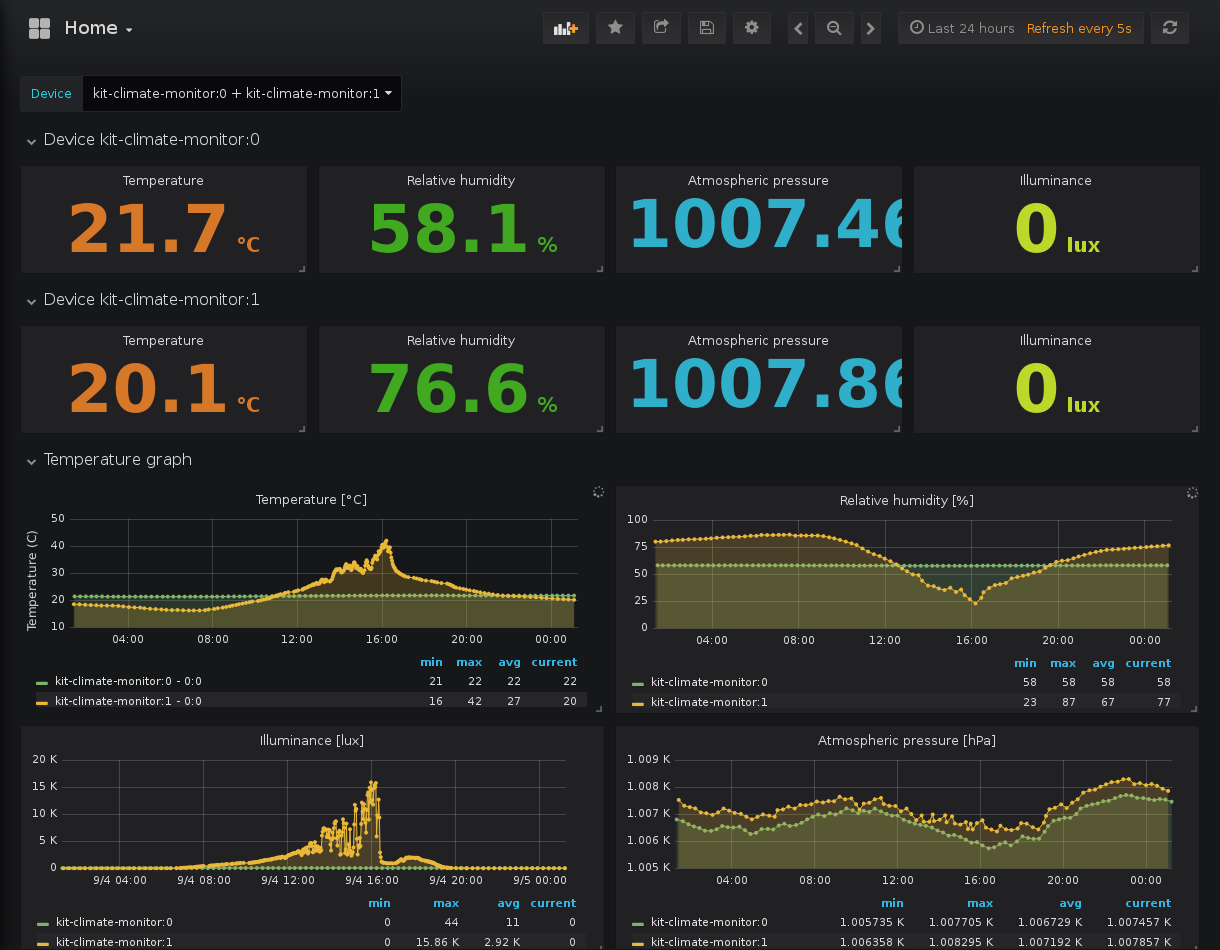 Home
Last 24 hours Refresh every 5s
Device kit-climate-monitor:0 + kit-climate-monitor:1
Device kit-climate-monitor:0
Temperature Relative humidity Atmospheric pressure Illuminance
21.7 °C 58.1 % 1007.46 0 lux
Device kit-climate-monitor:1
Temperature Relative humidity Atmospheric pressure Illuminance
20.1 °C 76.6 % 1007.86 0 lux
Temperature graph
Temperature [°C]
Temperature (C)
50
40
30
20
10
04:00 08:00 12:00 16:00 20:00 00:00
min max avg current
kit-climate-monitor:0 - 0:0 21 22 22 22
kit-climate-monitor:1 - 0:0 16 42 27 20
Relative humidity [%]
100
75
50
25
0
04:00 08:00 12:00 16:00 20:00 00:00
min max avg current
kit-climate-monitor:0 58 58 58 58
kit-climate-monitor:1 23 87 67 77
Illuminance [lux]
20 K
15 K
10 K
5 K
0
9/4 04:00 9/4 08:00 9/4 12:00 9/4 16:00 9/4 20:00 9/5 00:00
min max avg current
kit-climate-monitor:0 0 44 11 0
kit-climate-monitor:1 0 15.86 K 2.92 K 0
Atmospheric pressure [hPa]
1.009 K
1.008 K
1.007 K
1.006 K
1.005 K
04:00 08:00 12:00 16:00 20:00 00:00
min max avg current
kit-climate-monitor:0 1.005735 K 1.007705 K 1.006729 K 1.007457 K
kit-climate-monitor:1 1.006358 K 1.008295 K 1.007192 K 1.007857 K